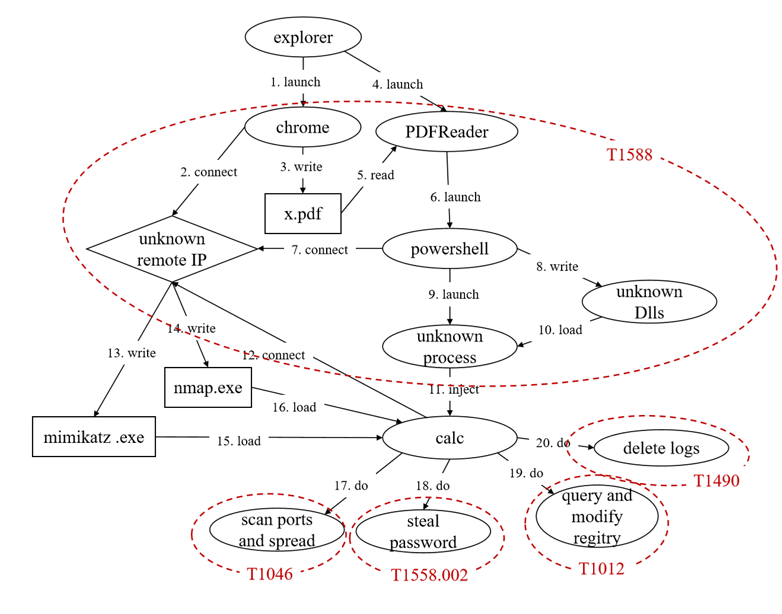 explorer
1. launch
4. launch
chrome
PDFReader
T1588
2. connect
3. write
5. read
x.pdf
6. launch
unknown
remote IP
7. connect
powershell
8. write
9. launch
unknown
Dlls
10. load
14. write
13. write
12. connect
unknown
process
nmap.exe
11. inject
16. load
mimikatz .exe
15. load
calc
20. do
delete logs
T1490
17. do
18. do
19. do
scan ports
and spread
steal
password
query and
modify
regitry
T1046
T1558.002
T1012